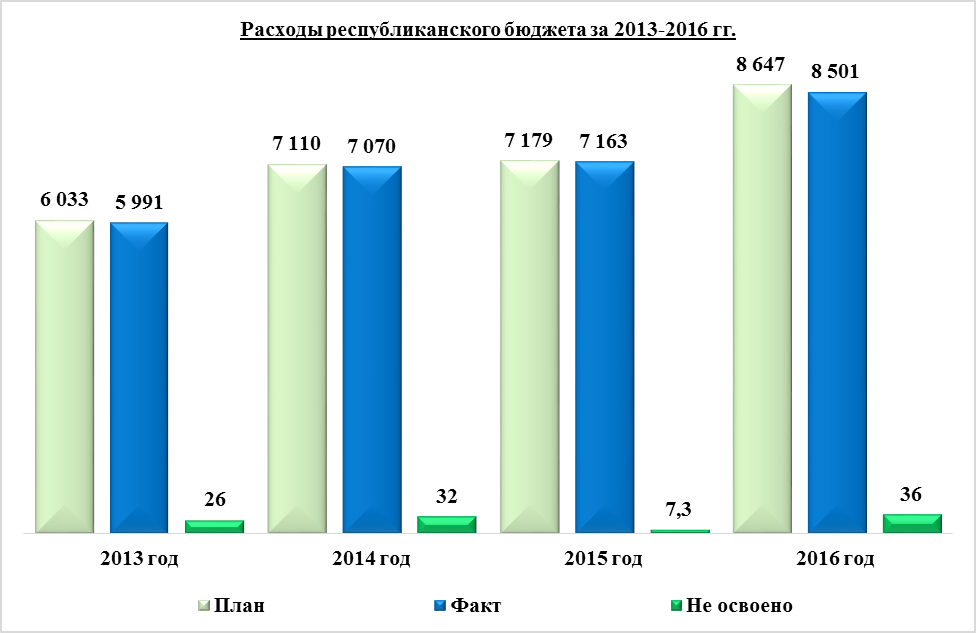 Расходы республиканского бюджета за 2013-2016 гг.
6 033
5 991
26
7 110
7 070
32
7 179
7 163
7,3
8 647
8 501
36
2013 год
2014 год
2015 год
2016 год
План
Факт
Не освоено